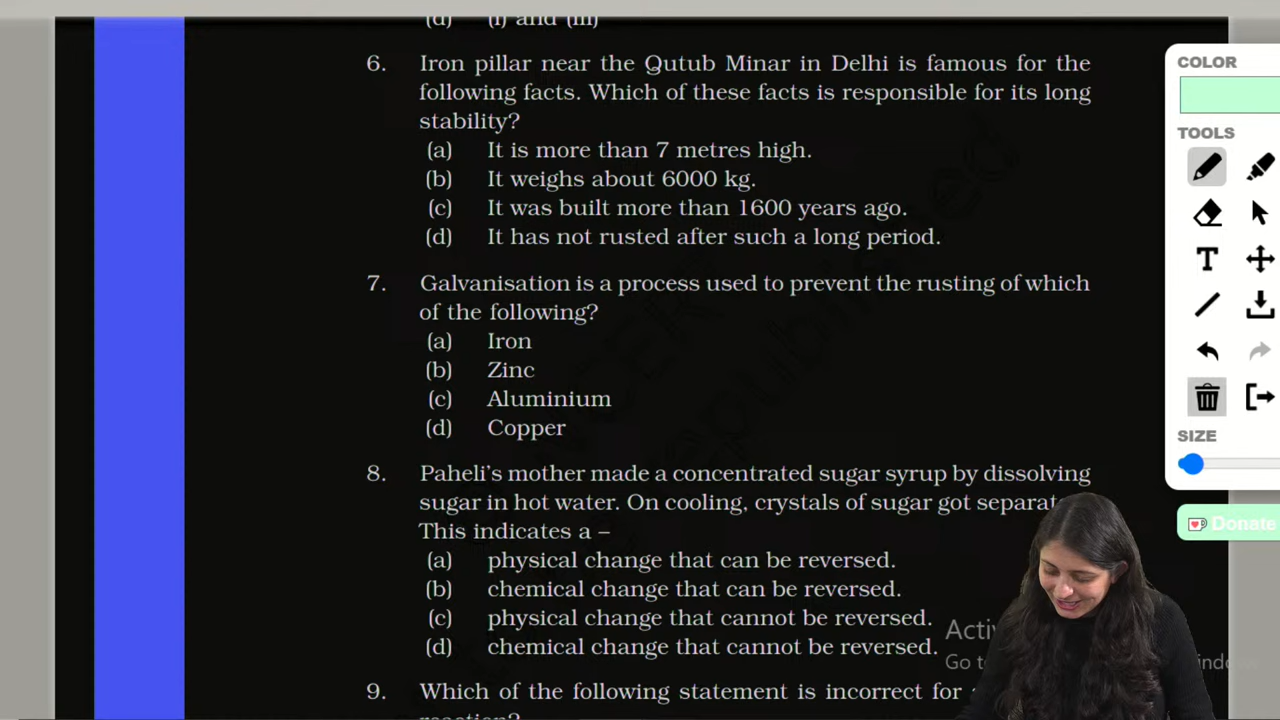 (d) (i) and (iii)
6. Iron pillar near the Qutub Minar in Delhi is famous for the
following facts. Which of these facts is responsible for its long
stability?
(a) It is more than 7 metres high.
(b) It weighs about 6000 kg.
(c) It was built more than 1600 years ago.
(d) It has not rusted after such a long period.
7. Galvanisation is a process used to prevent the rusting of which
of the following?
(a) Iron
(b) Zinc
(c) Aluminium
(d) Copper
8. Paheli's mother made a concentrated sugar syrup by dissolving
sugar in hot water. On cooling, crystals of sugar got
This indicates a –
(a) physical change that can be reversed.
(b) chemical change that can be reversed.
(c) physical change that cannot be reversed.
(d) chemical change that cannot be reversed.
9. Which of the following statement is incorrect for
reaction?
COLOR
TOOLS
T
SIZE
Donate
Go